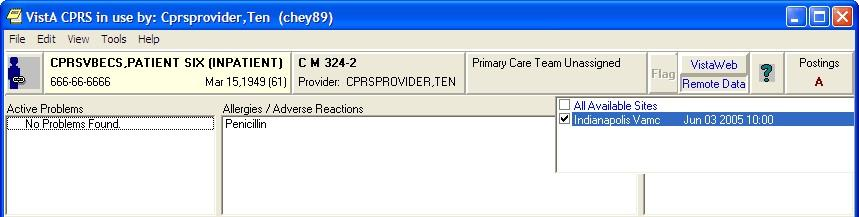 VistA CPRS in use by: Cprsprovider,Ten (chey89)
File Edit View Tools Help
CPRSVBECS,PATIENT SIX (INPATIENT)
666-66-6666 Mar 15,1949 (61)
C M 324-2
Provider: CPRSPROVIDER,TEN
Primary Care Team Unassigned
Flag
VistaWeb
Remote Data
?
Postings
A
Active Problems
No Problems Found.
Allergies / Adverse Reactions
Penicillin
All Available Sites
Indianapolis Vamc Jun 03 2005 10:00